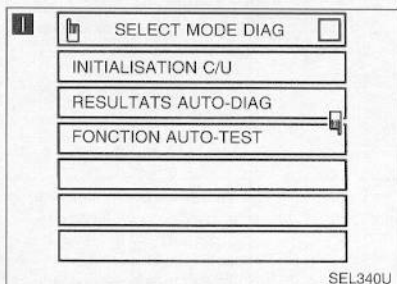 SELECT MODE DIAG
INITIALISATION C/U
RESULTATS AUTO-DIAG
FONCTION AUTO-TEST
SEL340U